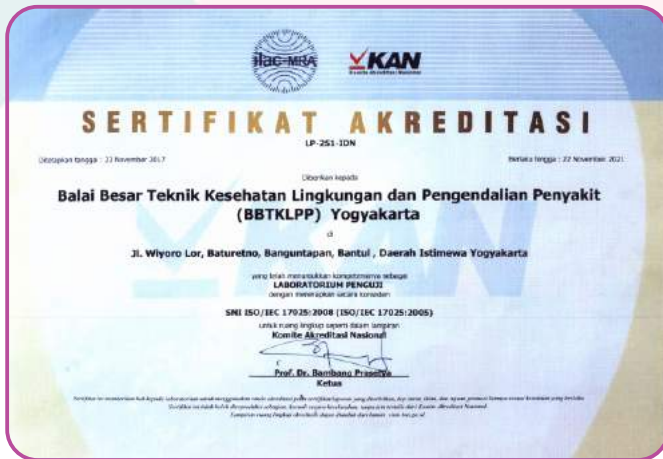 ilac-MRA
KAN
Komite Akreditasi Nasional
SERTIFIKAT AKREDITASI
LP-251-IDN
Ditetapkan tangga : 23 November 2017
Berlaku hingga : 22 November 2021
Diberikan kepada
Balai Besar Teknik Kesehatan Lingkungan dan Pengendalian Penyakit
(BBTKLPP) Yogyakarta
di
Jl. Wiyoro Lor, Baturetno, Banguntapan, Bantul , Daerah Istimewa Yogyakarta
yang telah menunjukkan kompetensinya sebagai
LABORATORIUM PENGUJI
dengan menerapkan secara konsisten
SNI ISO/IEC 17025:2008 (ISO/IEC 17025:2005)
untuk ruang lingkup seperti dalam lampiran
Komite Akreditasi Nasional
Prof. Dr. Bambang Prasetya
Ketua